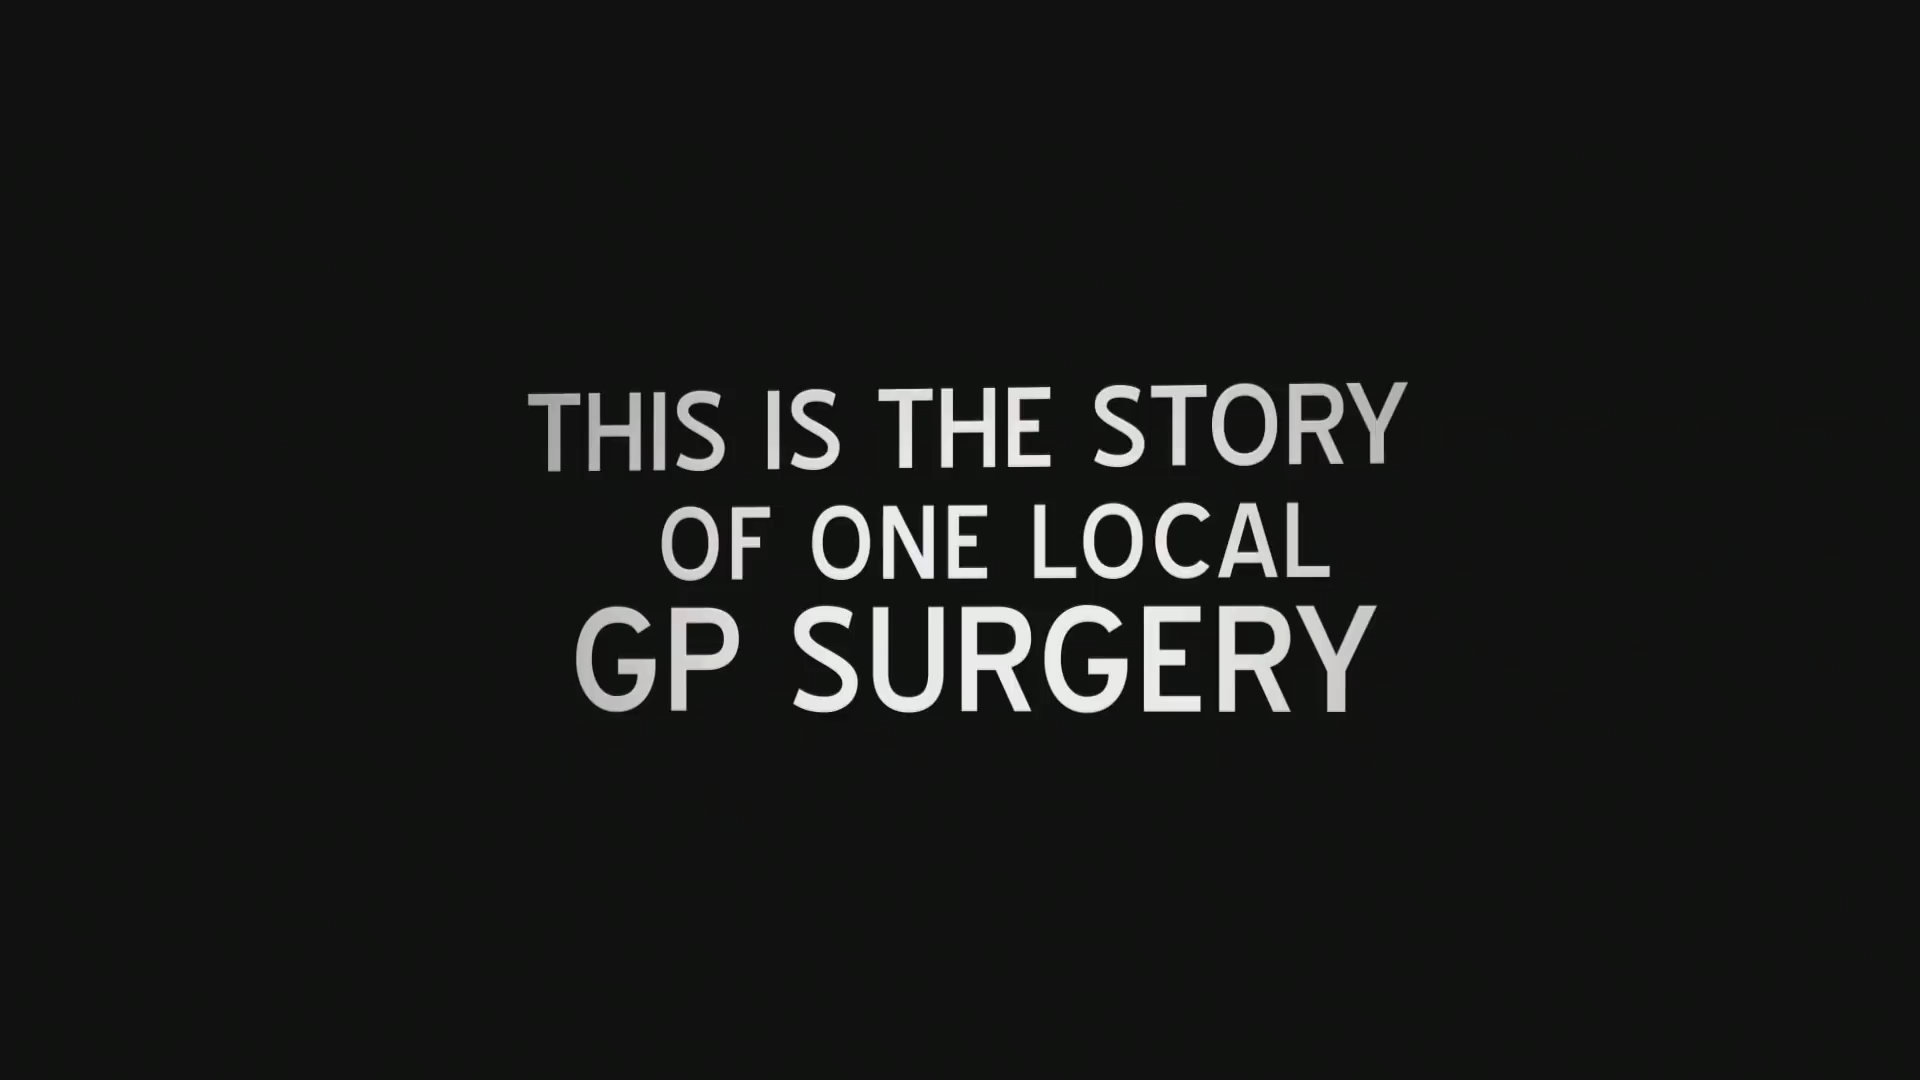 THIS IS THE STORY
OF ONE LOCAL
GP SURGERY